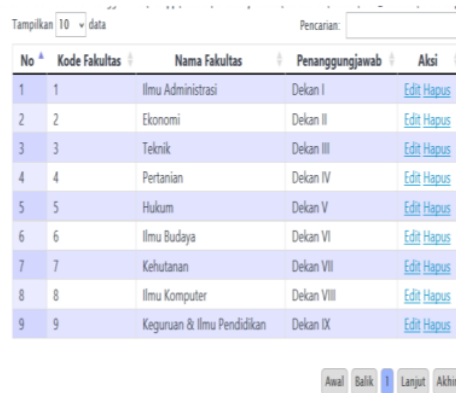 Tampilkan 10 data Pencarian:
No Kode Fakultas Nama Fakultas Penanggungjawab Aksi
1 1 Ilmu Administrasi Dekan I Edit Hapus
2 2 Ekonomi Dekan II Edit Hapus
3 3 Teknik Dekan III Edit Hapus
4 4 Pertanian Dekan IV Edit Hapus
5 5 Hukum Dekan V Edit Hapus
6 6 Ilmu Budaya Dekan VI Edit Hapus
7 7 Kehutanan Dekan VII Edit Hapus
8 8 Ilmu Komputer Dekan VIII Edit Hapus
9 9 Keguruan & Ilmu Pendidikan Dekan IX Edit Hapus
Awal Balik 1 Lanjut Akhir